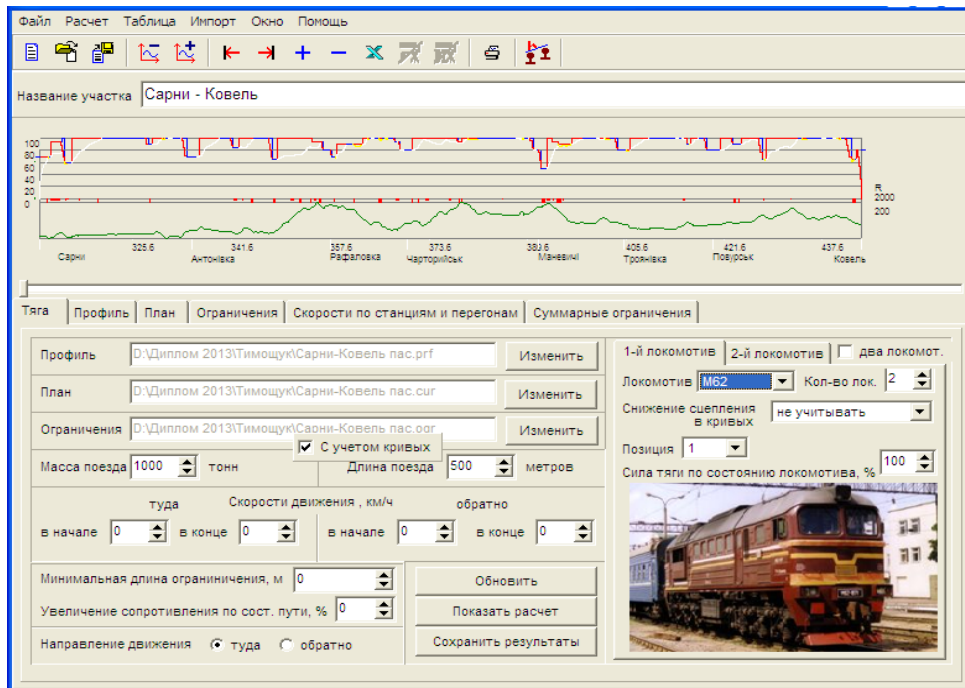 Файл Расчет Таблица Импорт Окно Помощь
Название участка Сарни - Ковель
100
80
60
40
20
0
R
2000
200
325.6 341.6 357.6 373.6 389.6 405.6 421.6 437.6
Сарни Антонівка Рафаловка Чарторийськ Маневичі Троянівка Повурськ Ковель
Тяга Профиль План Ограничения Скорости по станциям и перегонам Суммарные ограничения
Профиль D:\Диплом 2013\Тимощук\Сарни-Ковель пас.prf Изменить
План D:\Диплом 2013\Тимощук\Сарни-Ковель пас.cur Изменить
Ограничения D:\Диплом 2013\Тимощук\Сарни-Ковель пас.ogr Изменить
С учетом кривых
Масса поезда 1000 тонн Длина поезда 500 метров
туда Скорости движения , км/ч обратно
в начале 0 в конце 0 в начале 0 в конце 0
Минимальная длина ограниничения, м 0
Увеличение сопротивления по сост. пути, % 0
Направление движения туда обратно
Обновить
Показать расчет
Сохранить результаты
1-й локомотив 2-й локомотив два локомот.
Локомотив М62 Кол-во лок. 2
Снижение сцепления в кривых не учитывать
Позиция 1
Сила тяги по состоянию локомотива, % 100